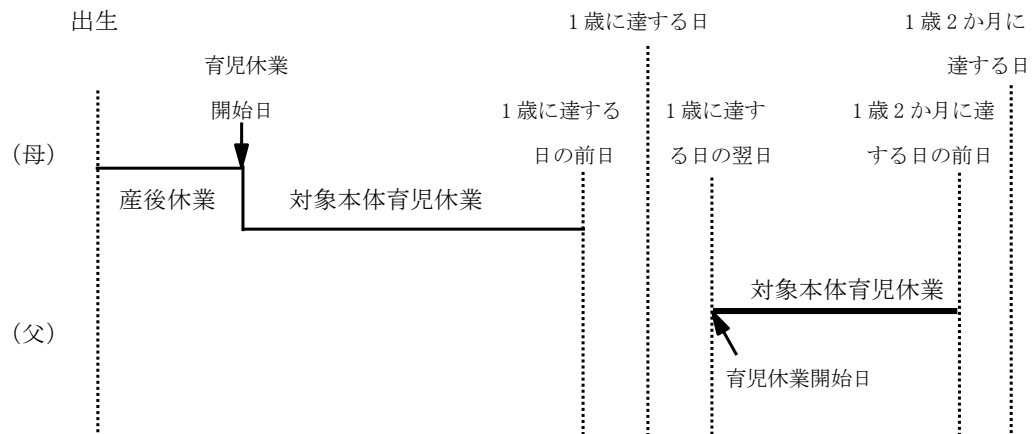 出生
1歳に達する日
1歳2か月に
達する日
育児休業
開始日
1歳に達する
日の前日
1歳に達す
る日の翌日
1歳2か月に達
する日の前日
(母)
産後休業
対象本体育児休業
対象本体育児休業
(父)
育児休業開始日